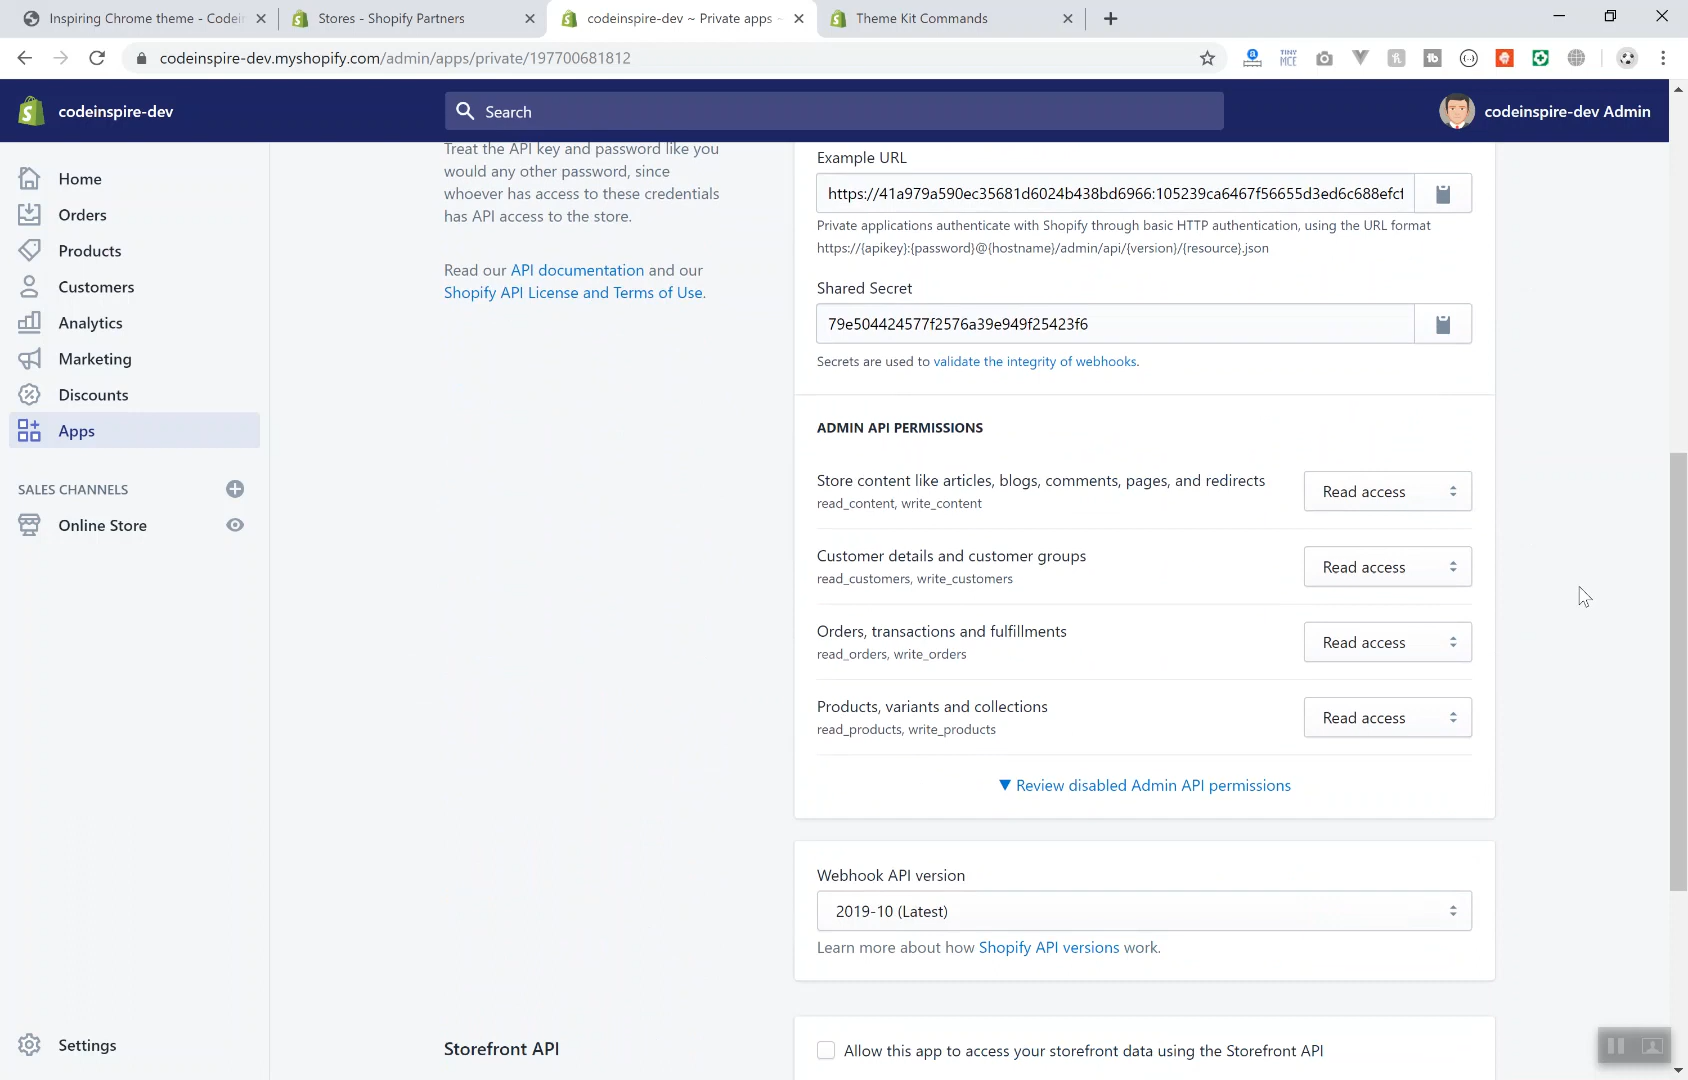 Inspiring Chrome theme - Codein
Stores - Shopify Partners
codeinspire-dev ~ Private apps ~
Theme Kit Commands
codeinspire-dev.myshopify.com/admin/apps/private/197700681812
TINY
MCE
codeinspire-dev
Search
codeinspire-dev Admin
Home
Orders
Products
Customers
Analytics
Marketing
Discounts
Apps
SALES CHANNELS
Online Store
Settings
Treat the API key and password like you
would any other password, since
whoever has access to these credentials
has API access to the store.
Read our API documentation and our
Shopify API License and Terms of Use.
Example URL
https://41a979a590ec35681d6024b438bd6966:105239ca6467f56655d3ed6c688efcf
Private applications authenticate with Shopify through basic HTTP authentication, using the URL format
https://{apikey}:{password}@{hostname}/admin/api/{version}/{resource}.json
Shared Secret
79e504424577f2576a39e949f25423f6
Secrets are used to validate the integrity of webhooks.
ADMIN API PERMISSIONS
Store content like articles, blogs, comments, pages, and redirects
read_content, write_content
Read access
Customer details and customer groups
read_customers, write_customers
Read access
Orders, transactions and fulfillments
read_orders, write_orders
Read access
Products, variants and collections
read_products, write_products
Read access
▼ Review disabled Admin API permissions
Webhook API version
2019-10 (Latest)
Learn more about how Shopify API versions work.
Storefront API
Allow this app to access your storefront data using the Storefront API